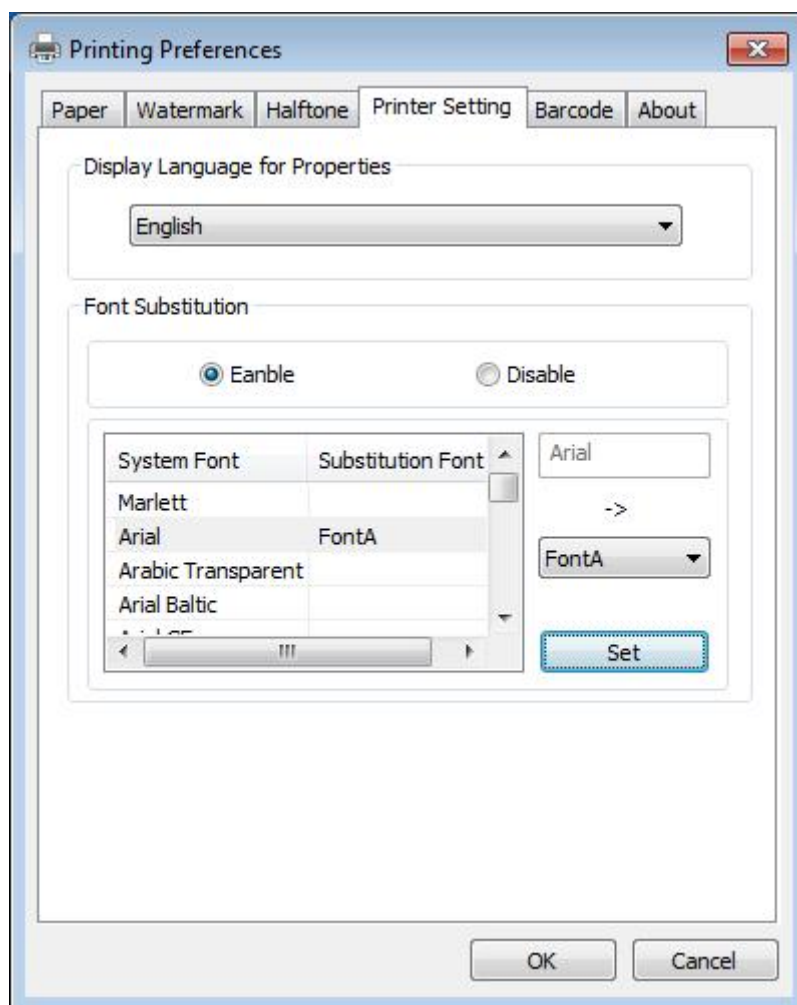 Printing Preferences
Paper Watermark Halftone Printer Setting Barcode About
Display Language for Properties
English
Font Substitution
Eanble Disable
System Font Substitution Font
Marlett
Arial FontA
Arabic Transparent
Arial Baltic
Arial
->
FontA
Set
OK Cancel